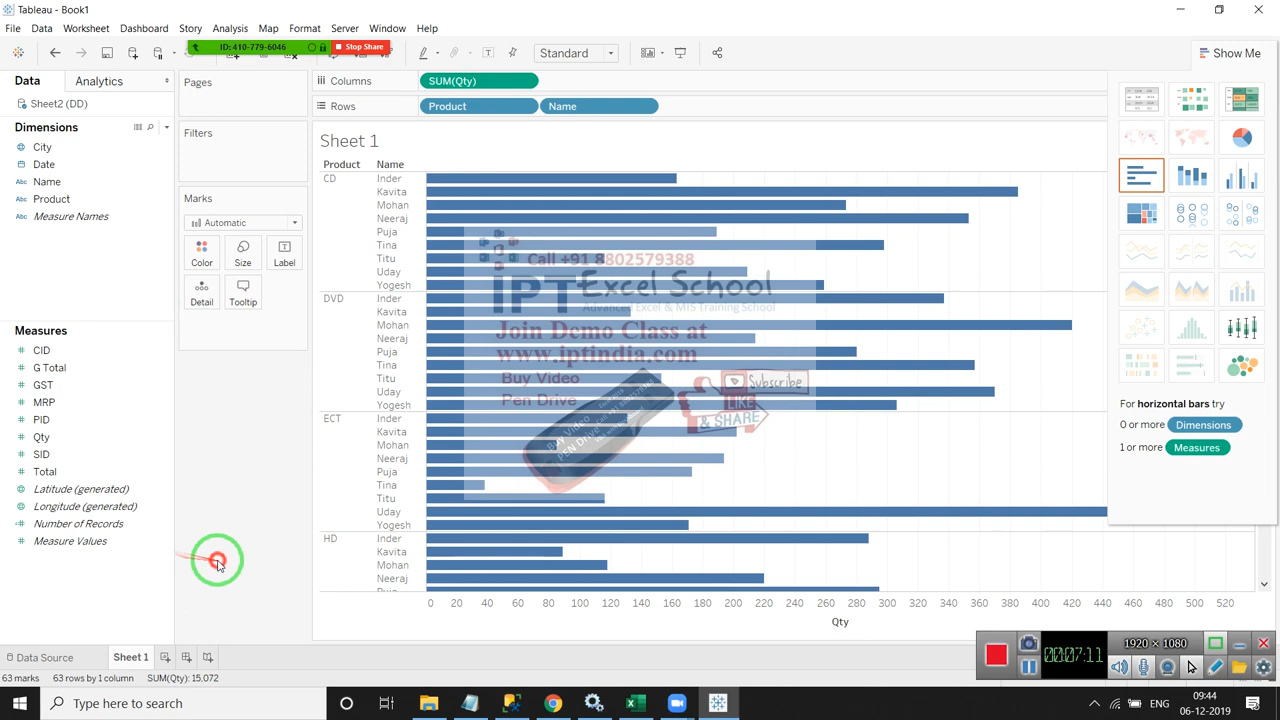 Tableau - Book1
File Data Worksheet Dashboard Story Analysis Map Format Server Window Help
ID: 410-779-6046 Stop Share
Standard
Show Me
Data Analytics
Pages
Columns SUM(Qty)
Sheet2 (DD)
Rows Product Name
Dimensions
Filters
Sheet 1
City
Date
Abc Name
Abc Product
Abc Measure Names
Marks
Automatic
Color Size Label
Detail Tooltip
Measures
CID
G Total
GST
MRP
PID
Qty
SID
Total
Latitude (generated)
Longitude (generated)
Number of Records
Measure Values
Product Name
CD Inder
Kavita
Mohan
Neeraj
Puja
Tina
Titu
Uday
Yogesh
DVD Inder
Kavita
Mohan
Neeraj
Puja
Tina
Titu
Uday
Yogesh
ECT Inder
Kavita
Mohan
Neeraj
Puja
Tina
Titu
Uday
Yogesh
HD Inder
Kavita
Mohan
Neeraj
Puja
Call +91 8802579388
IPT Excel School
Advanced Excel & MIS Training School
Join Demo Class at
www.iptindia.com
Buy Video
Pen Drive
Subscribe
LIKE
& SHARE
0 20 40 60 80 100 120 140 160 180 200 220 240 260 280 300 320 340 360 380 400 420 440 460 480 500 520
Qty
For horizontal bars try
0 or more Dimensions
1 or more Measures
1920 × 1080
00:07:11
Data Source Sheet 1
63 marks 63 rows by 1 column SUM(Qty): 15,072
Type here to search
ENG
09:44
06-12-2019